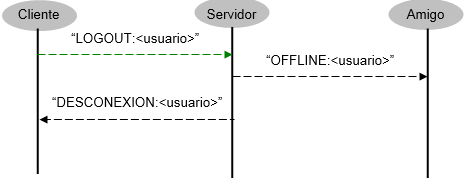 Cliente
Servidor
Amigo
“LOGOUT:<usuario>”
“OFFLINE:<usuario>”
“DESCONEXION:<usuario>”